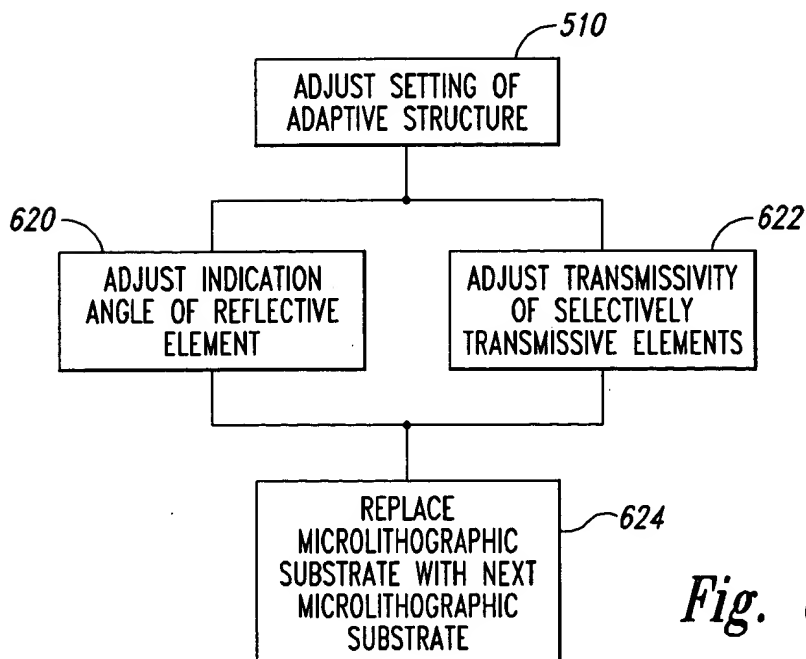 510
ADJUST SETTING OF
ADAPTIVE STRUCTURE
620
ADJUST INDICATION
ANGLE OF REFLECTIVE
ELEMENT
622
ADJUST TRANSMISSIVITY
OF SELECTIVELY
TRANSMISSIVE ELEMENTS
REPLACE
MICROLITHOGRAPHIC
SUBSTRATE WITH NEXT
MICROLITHOGRAPHIC
SUBSTRATE
624
Fig.